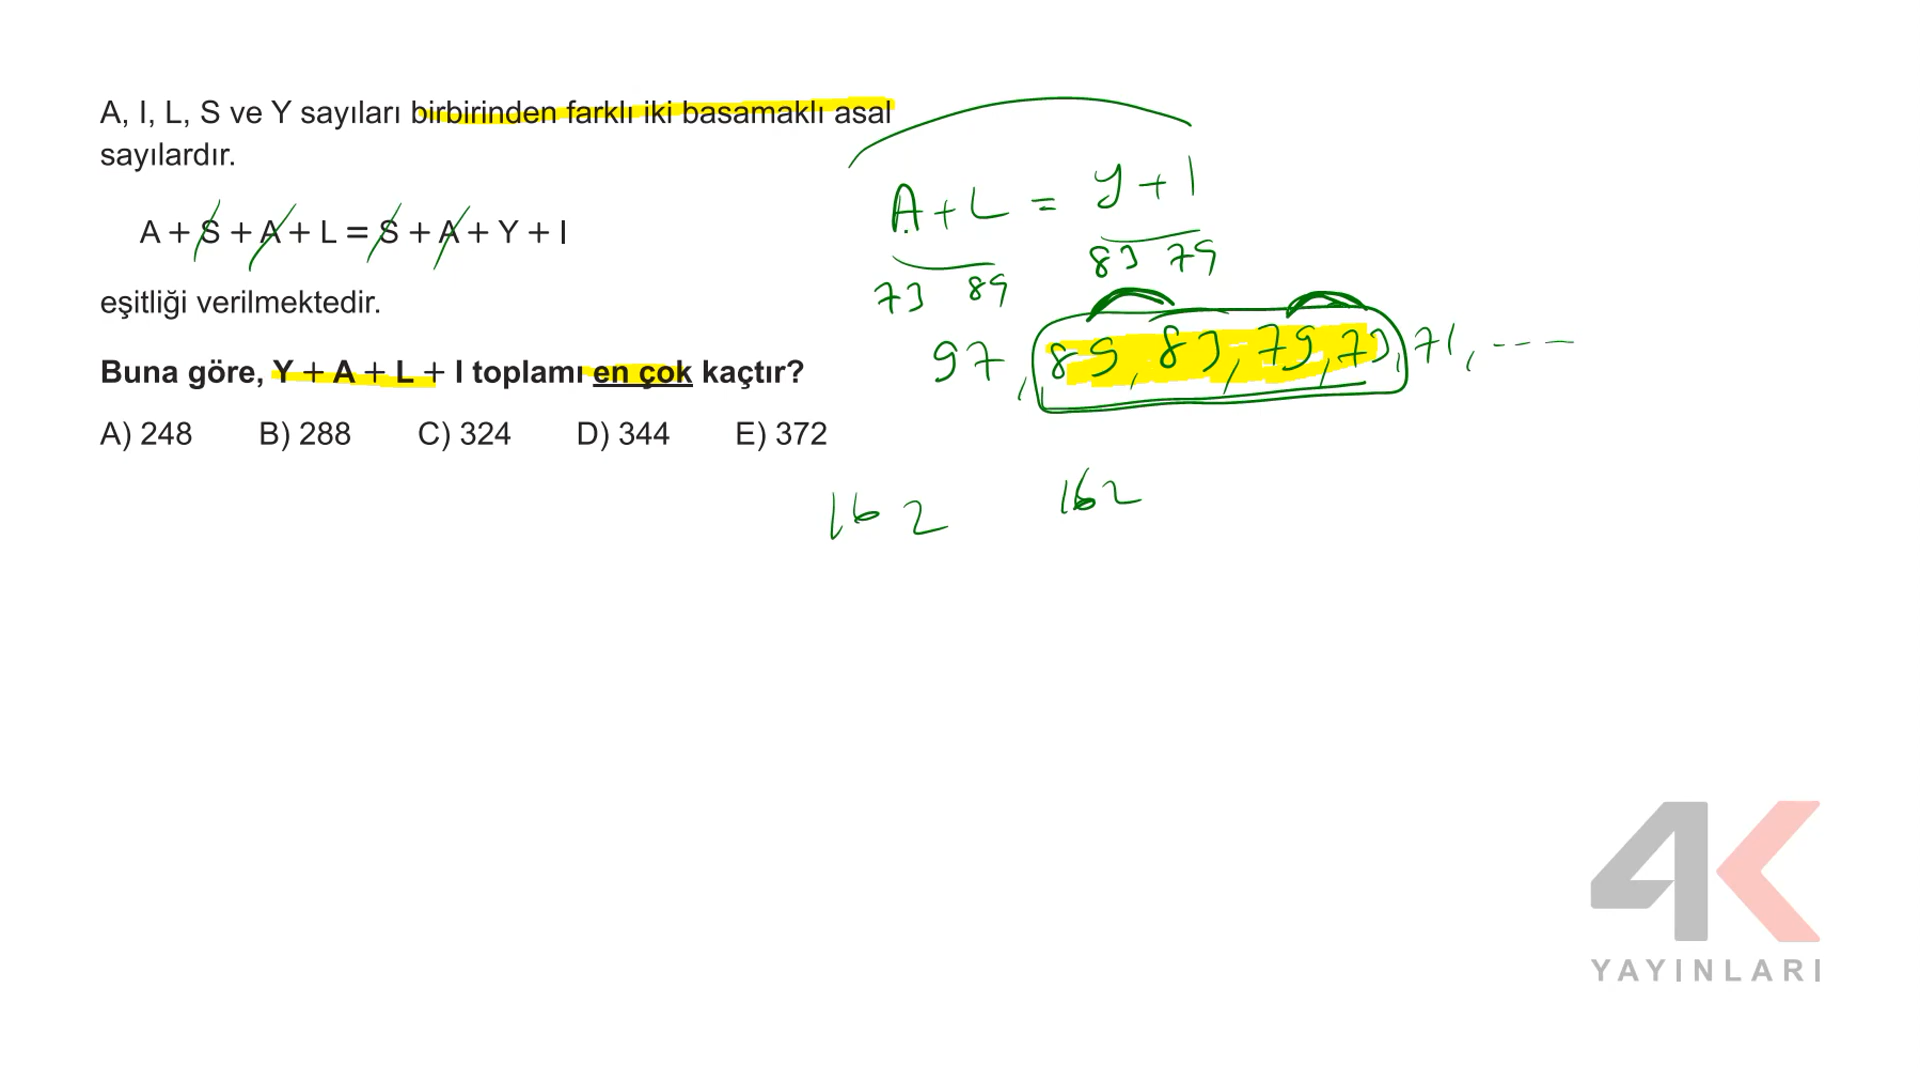 A, I, L, S ve Y sayıları birbirinden farklı iki basamaklı asal
sayılardır.
A + S + A + L = S + A + Y + I
eşitliği verilmektedir.
Buna göre, Y + A + L + I toplamı en çok kaçtır?
A) 248 B) 288 C) 324 D) 344 E) 372
A + L = Y + I
73 89 83 79
97, 89, 83, 79, 73, 71, ---
162 162
4K
YAYINLARI